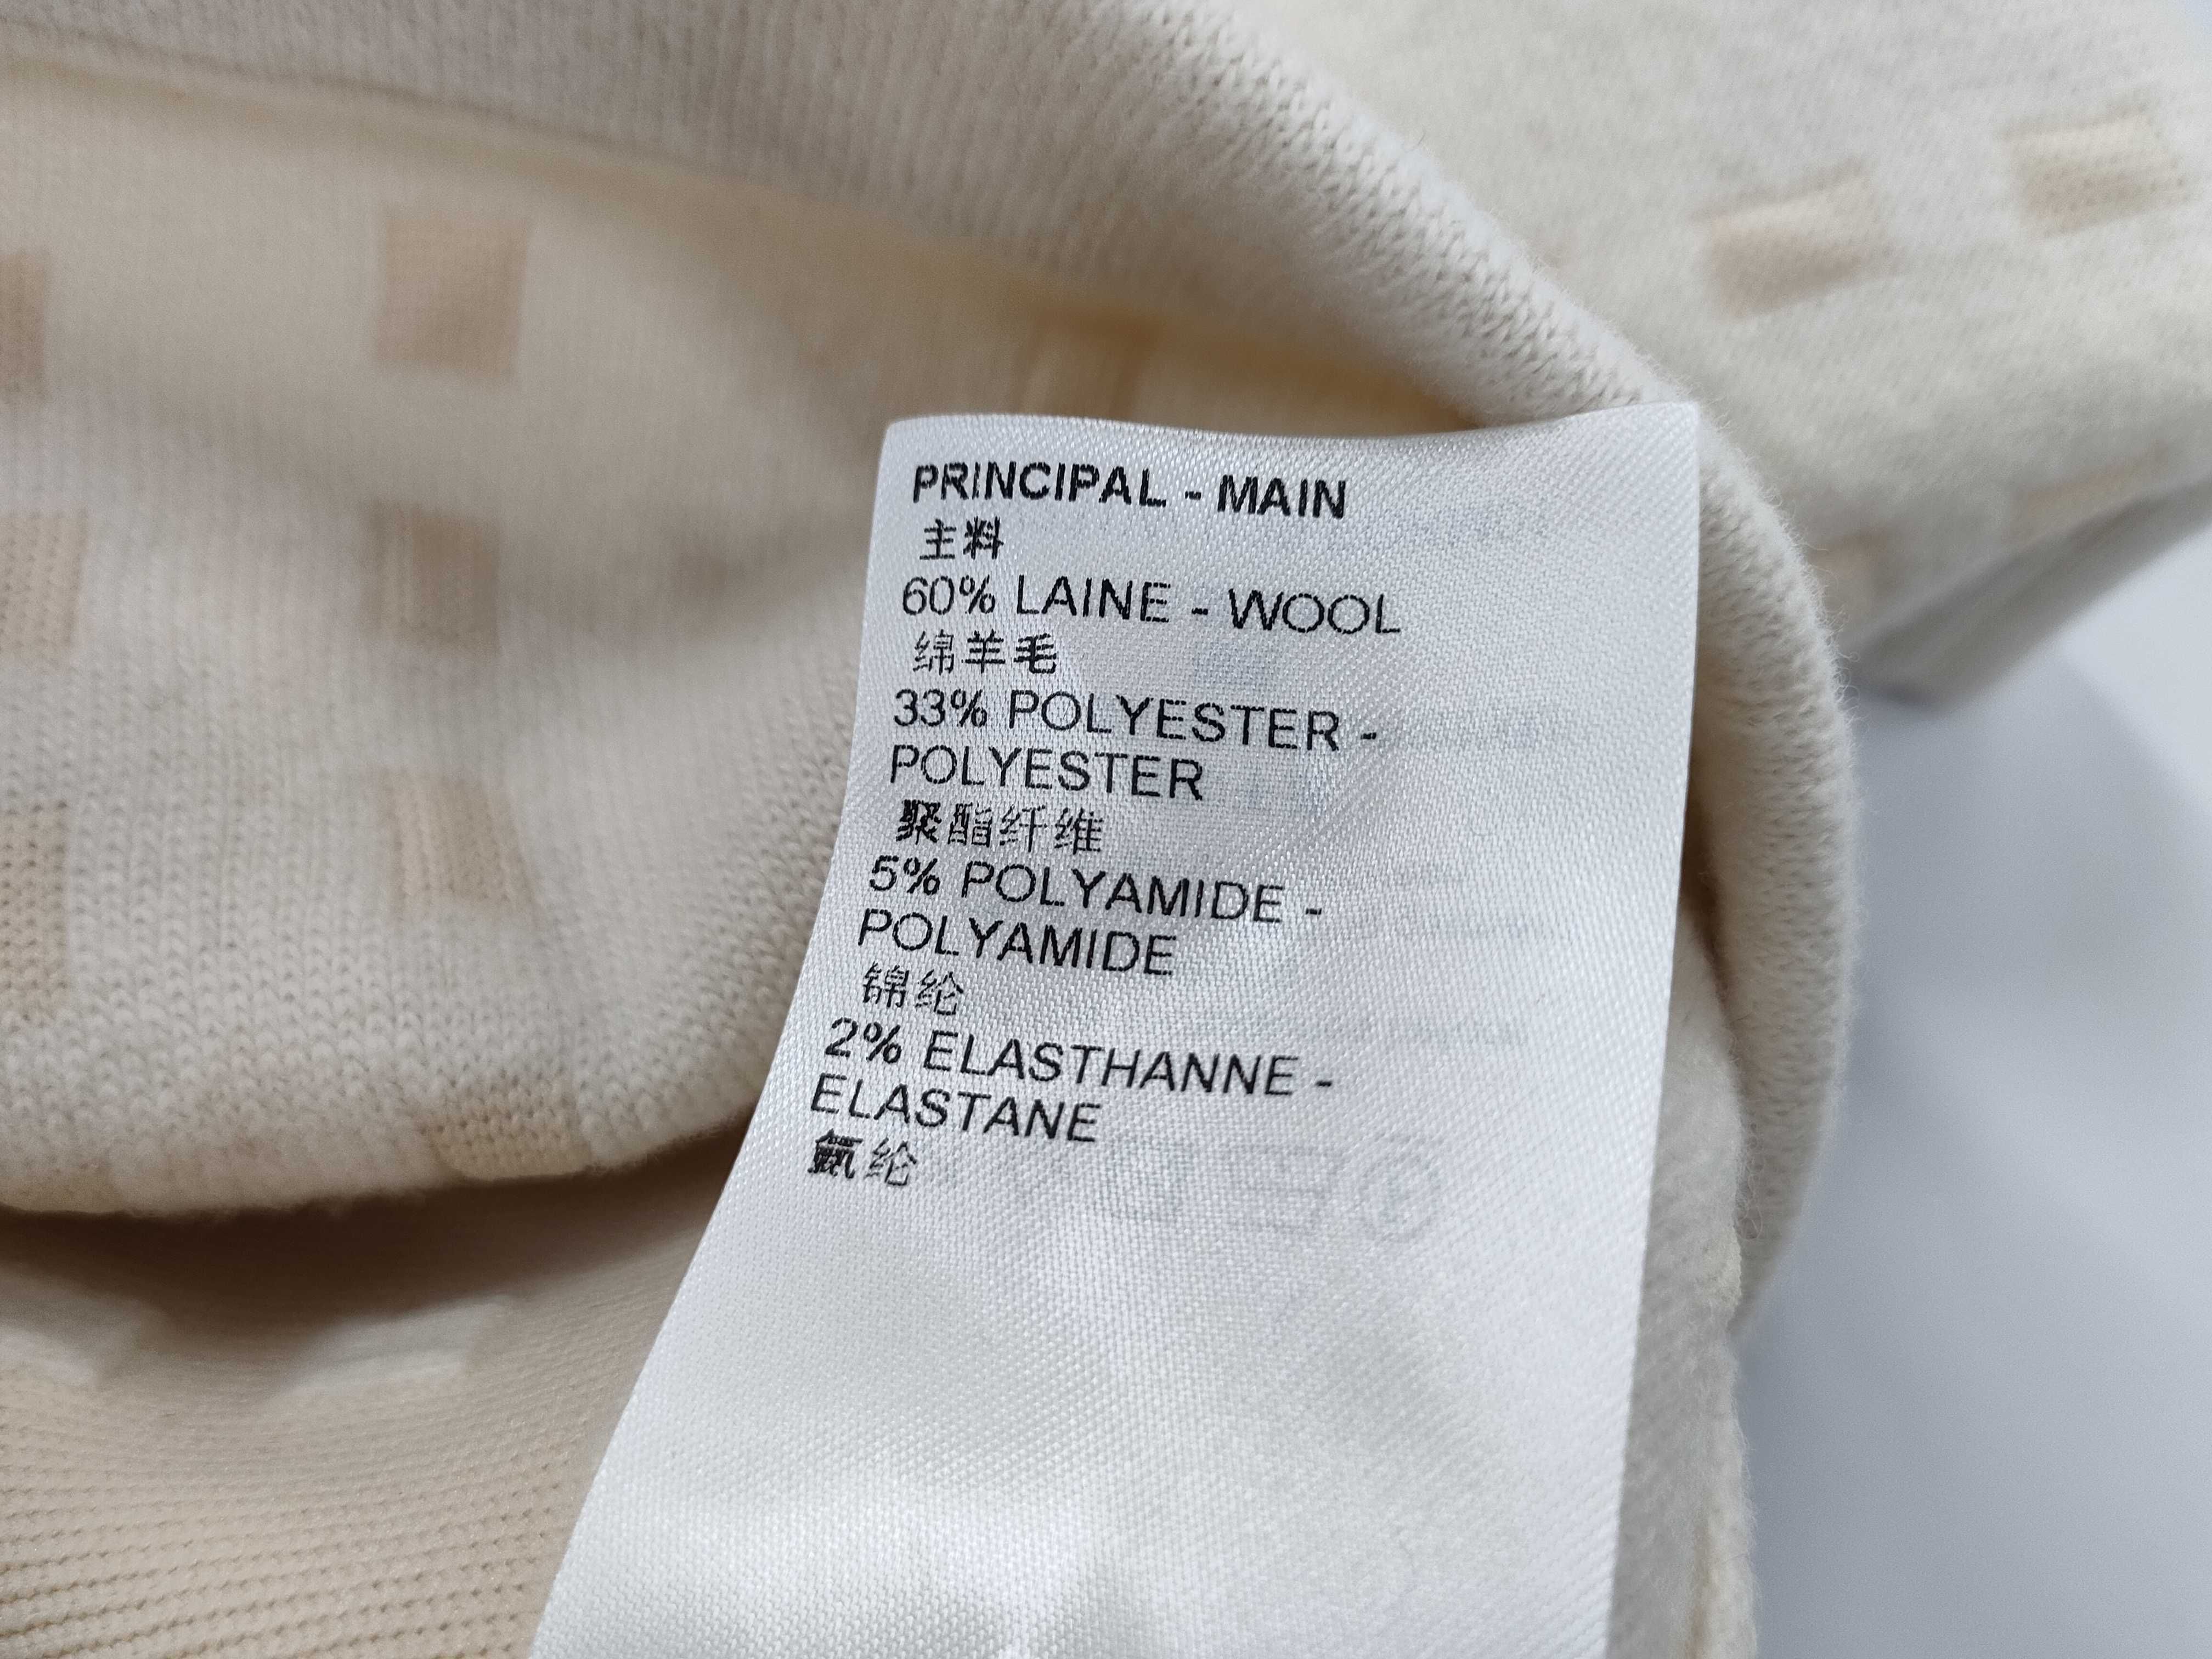 PRINCIPAL - MAIN
主料
60% LAINE - WOOL
绵羊毛
33% POLYESTER -
POLYESTER
聚酯纤维
5% POLYAMIDE -
POLYAMIDE
锦纶
2% ELASTHANNE -
ELASTANE
氨纶